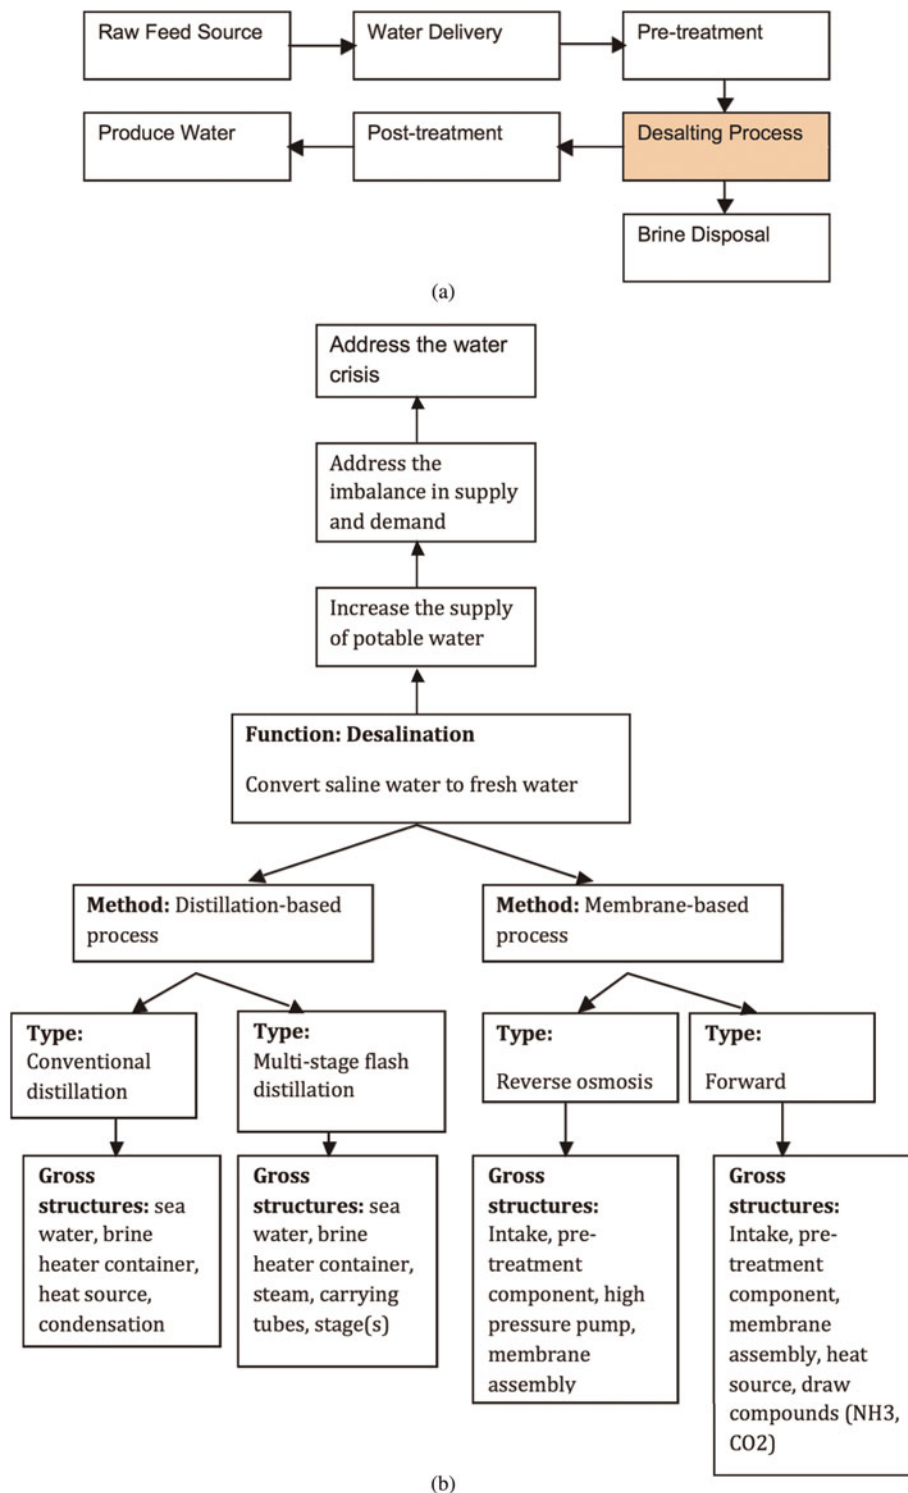 Raw Feed Source
Water Delivery
Pre-treatment
Produce Water
Post-treatment
Desalting Process
Brine Disposal
(a)
Address the water
crisis
Address the
imbalance in supply
and demand
Increase the supply
of potable water
Function: Desalination
Convert saline water to fresh water
Method: Distillation-based
process
Method: Membrane-based
process
Type:
Conventional
distillation
Type:
Multi-stage flash
distillation
Type:
Reverse osmosis
Type:
Forward
Gross
structures: sea
water, brine
heater container,
heat source,
condensation
Gross
structures: sea
water, brine
heater container,
steam, carrying
tubes, stage(s)
Gross
structures:
Intake, pre-
treatment
component, high
pressure pump,
membrane
assembly
Gross
structures:
Intake, pre-
treatment
component,
membrane
assembly, heat
source, draw
compounds (NH3,
CO2)
(b)